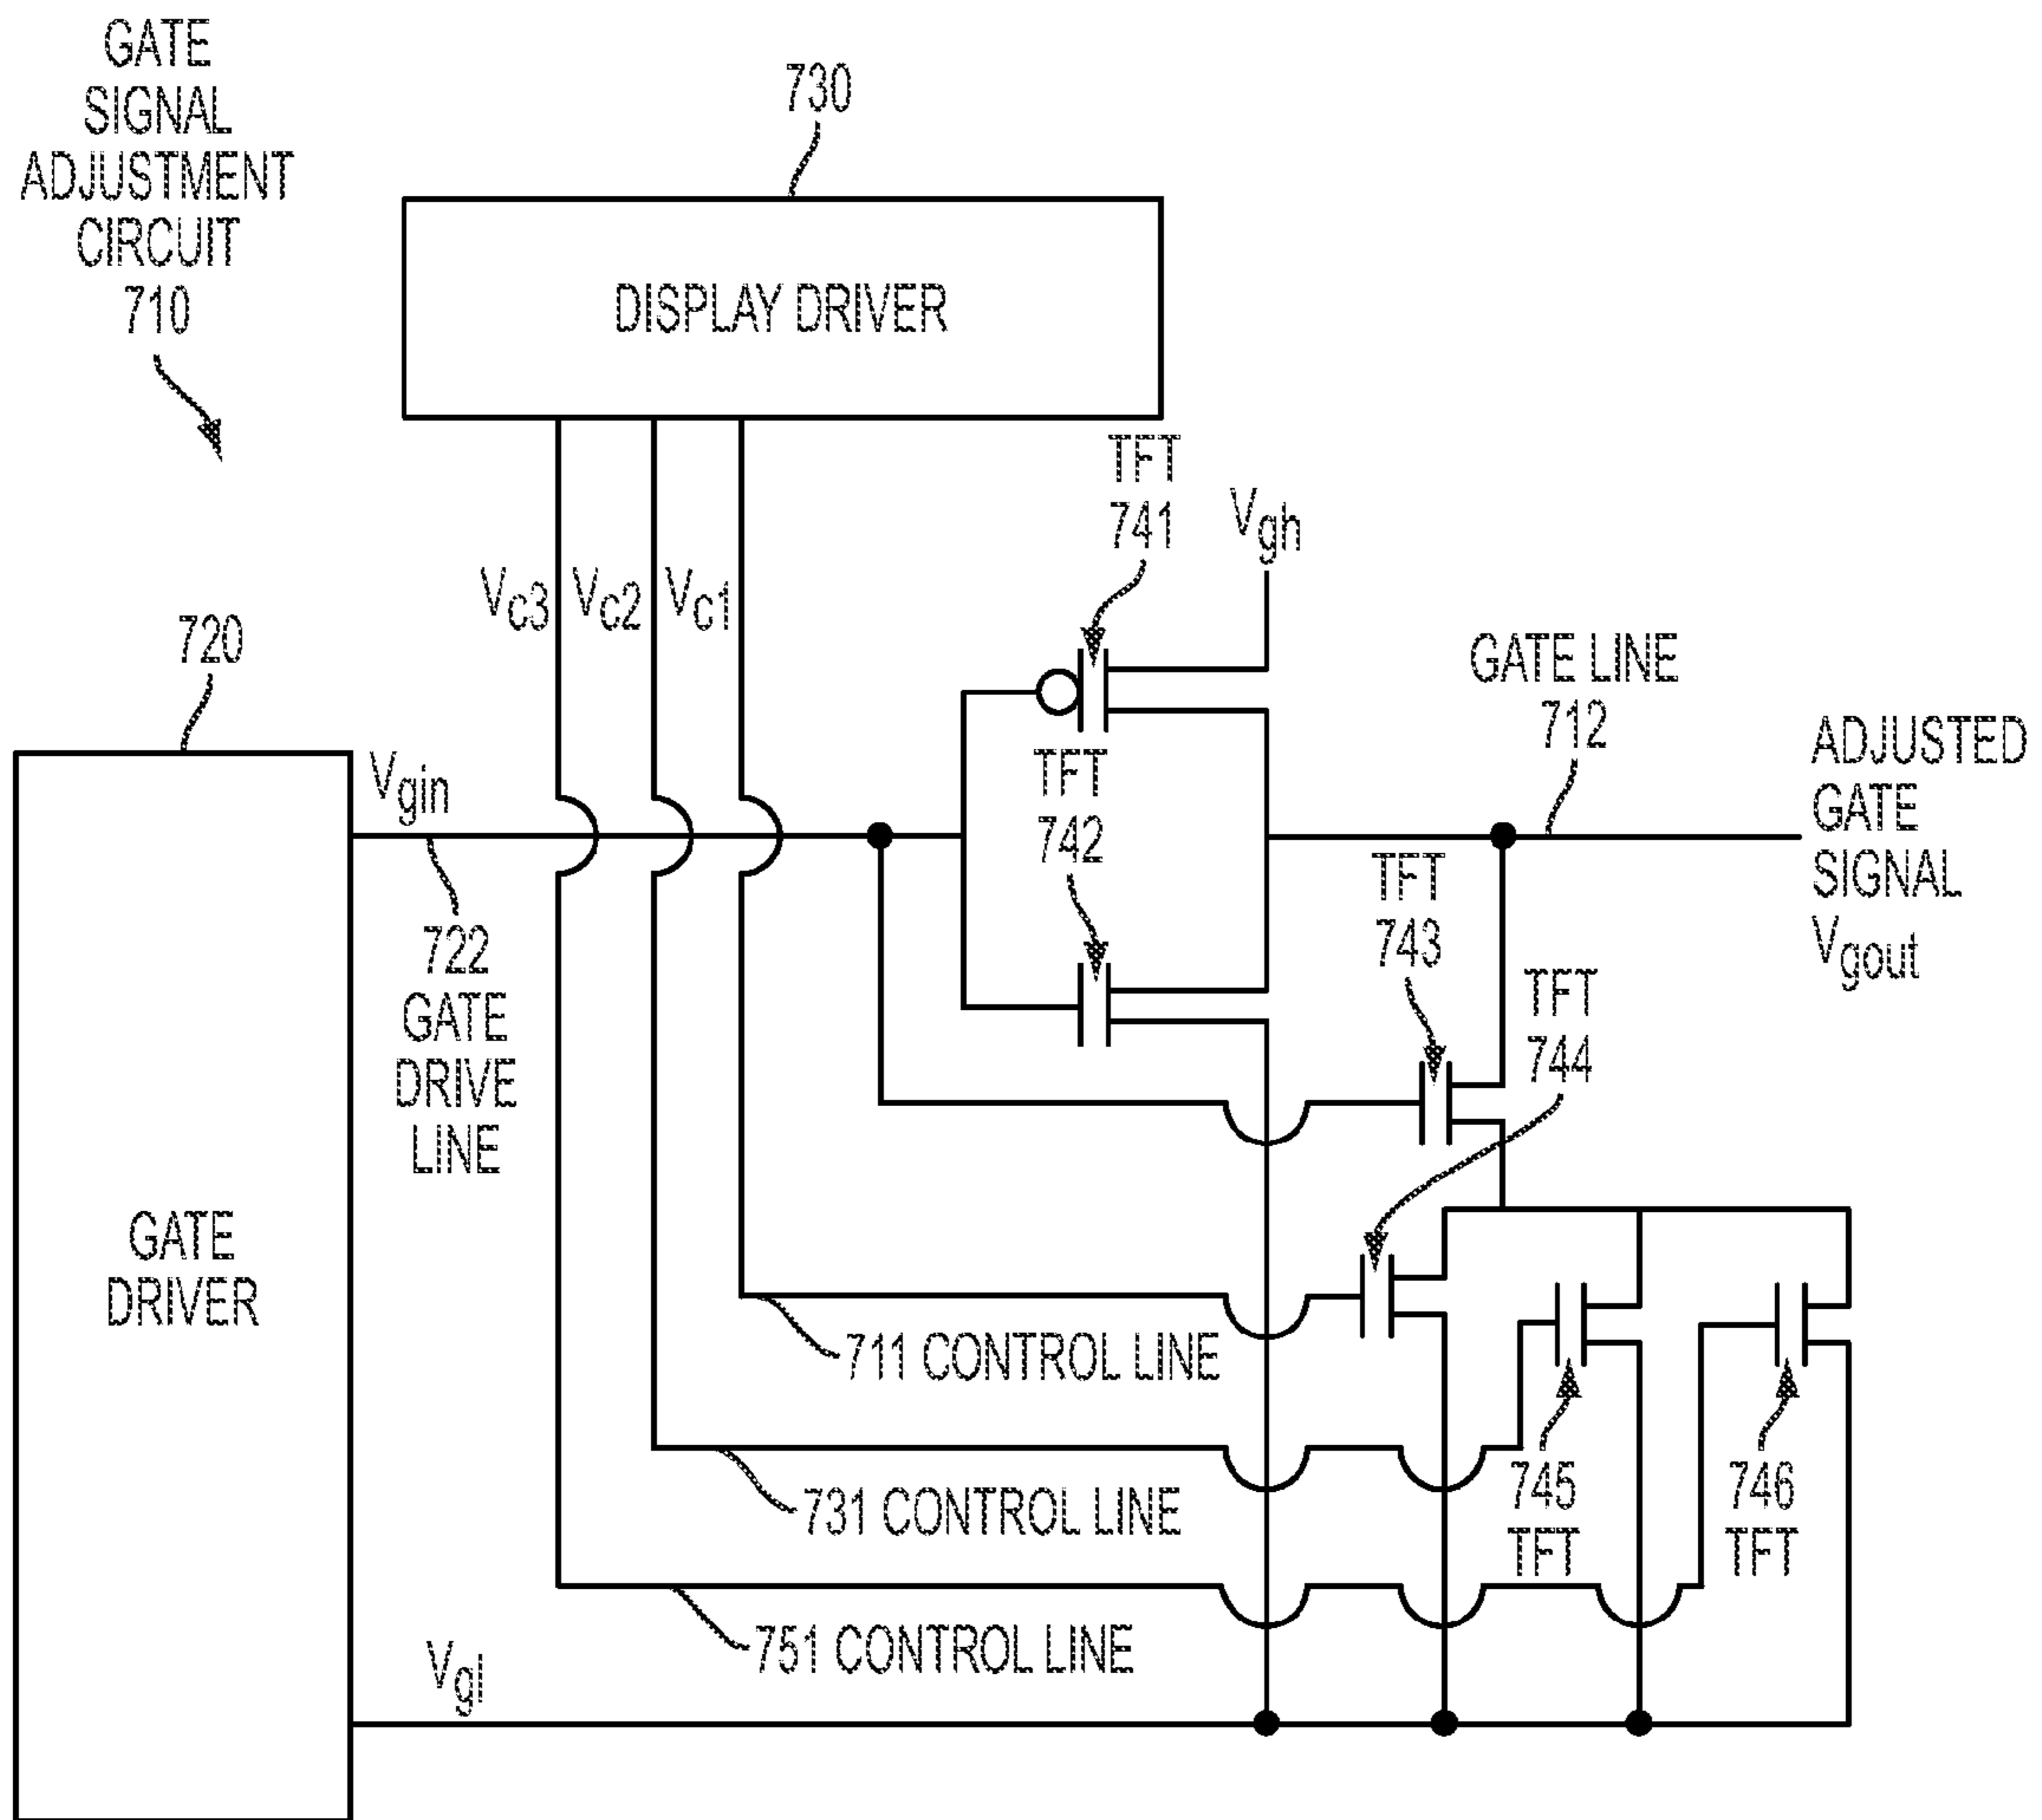 GATE
SIGNAL
ADJUSTMENT
CIRCUIT
710
730
DISPLAY DRIVER
TFT
741
Vgh
Vc3 Vc2 Vc1
720
GATE LINE
712
ADJUSTED
GATE
SIGNAL
Vgout
Vgin
TFT
742
TFT
743
722
GATE
DRIVE
LINE
TFT
744
GATE
DRIVER
711 CONTROL LINE
731 CONTROL LINE
745
TFT
746
TFT
751 CONTROL LINE
Vgl